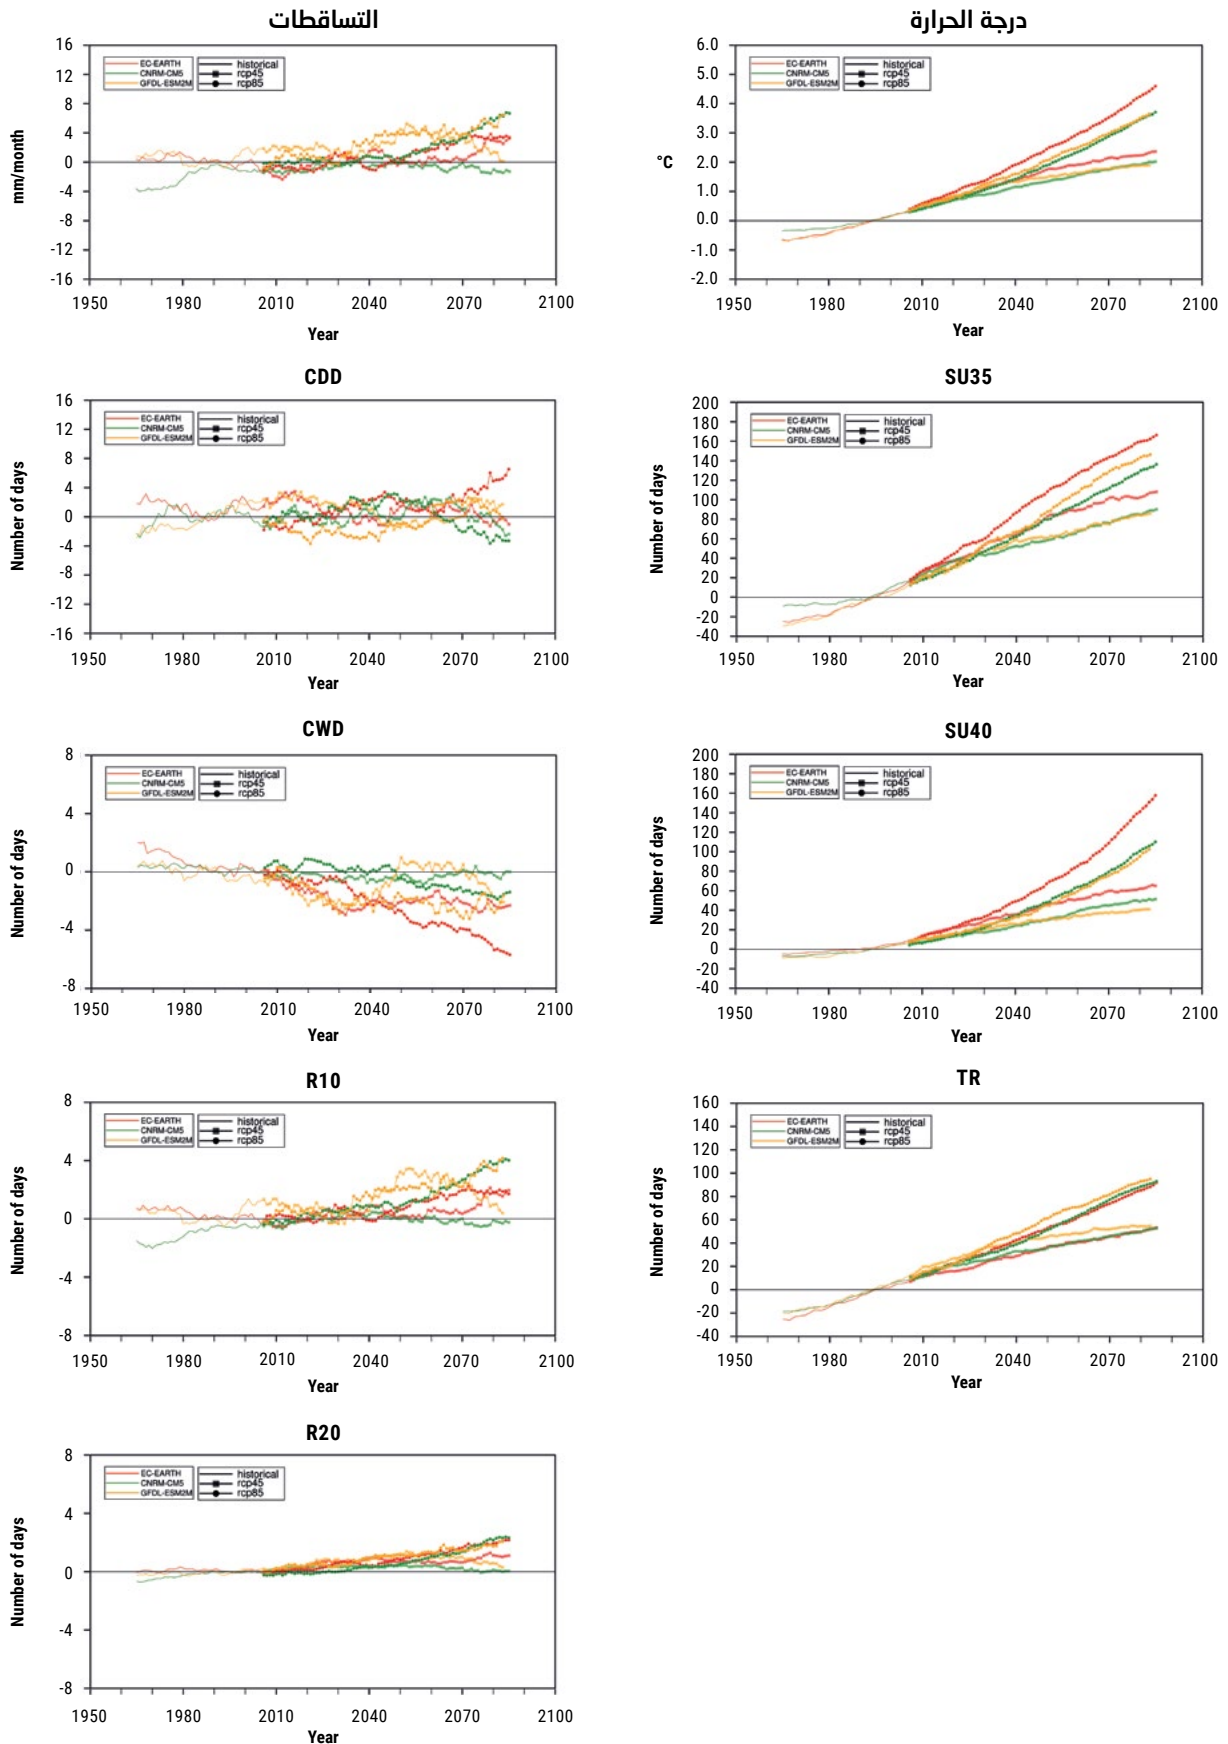 التساقطات
16
12
8
4
0
-4
-8
-12
-16
mm/month
EC-EARTH
CNRM-CM5
GFDL-ESM2M
historical
rcp45
rcp85
1950 1980 2010 2040 2070 2100
Year
درجة الحرارة
6.0
5.0
4.0
3.0
2.0
1.0
0.0
-1.0
-2.0
°C
EC-EARTH
CNRM-CM5
GFDL-ESM2M
historical
rcp45
rcp85
1950 1980 2010 2040 2070 2100
Year
CDD
16
12
8
4
0
-4
-8
-12
-16
Number of days
EC-EARTH
CNRM-CM5
GFDL-ESM2M
historical
rcp45
rcp85
1950 1980 2010 2040 2070 2100
Year
SU35
200
180
160
140
120
100
80
60
40
20
0
-20
-40
Number of days
EC-EARTH
CNRM-CM5
GFDL-ESM2M
historical
rcp45
rcp85
1950 1980 2010 2040 2070 2100
Year
CWD
8
4
0
-4
-8
Number of days
EC-EARTH
CNRM-CM5
GFDL-ESM2M
historical
rcp45
rcp85
1950 1980 2010 2040 2070 2100
Year
SU40
200
180
160
140
120
100
80
60
40
20
0
-20
-40
Number of days
EC-EARTH
CNRM-CM5
GFDL-ESM2M
historical
rcp45
rcp85
1950 1980 2010 2040 2070 2100
Year
R10
8
4
0
-4
-8
Number of days
EC-EARTH
CNRM-CM5
GFDL-ESM2M
historical
rcp45
rcp85
1950 1980 2010 2040 2070 2100
Year
TR
160
140
120
100
80
60
40
20
0
-20
-40
Number of days
EC-EARTH
CNRM-CM5
GFDL-ESM2M
historical
rcp45
rcp85
1950 1980 2010 2040 2070 2100
Year
R20
8
4
0
-4
-8
Number of days
EC-EARTH
CNRM-CM5
GFDL-ESM2M
historical
rcp45
rcp85
1950 1980 2010 2040 2070 2100
Year